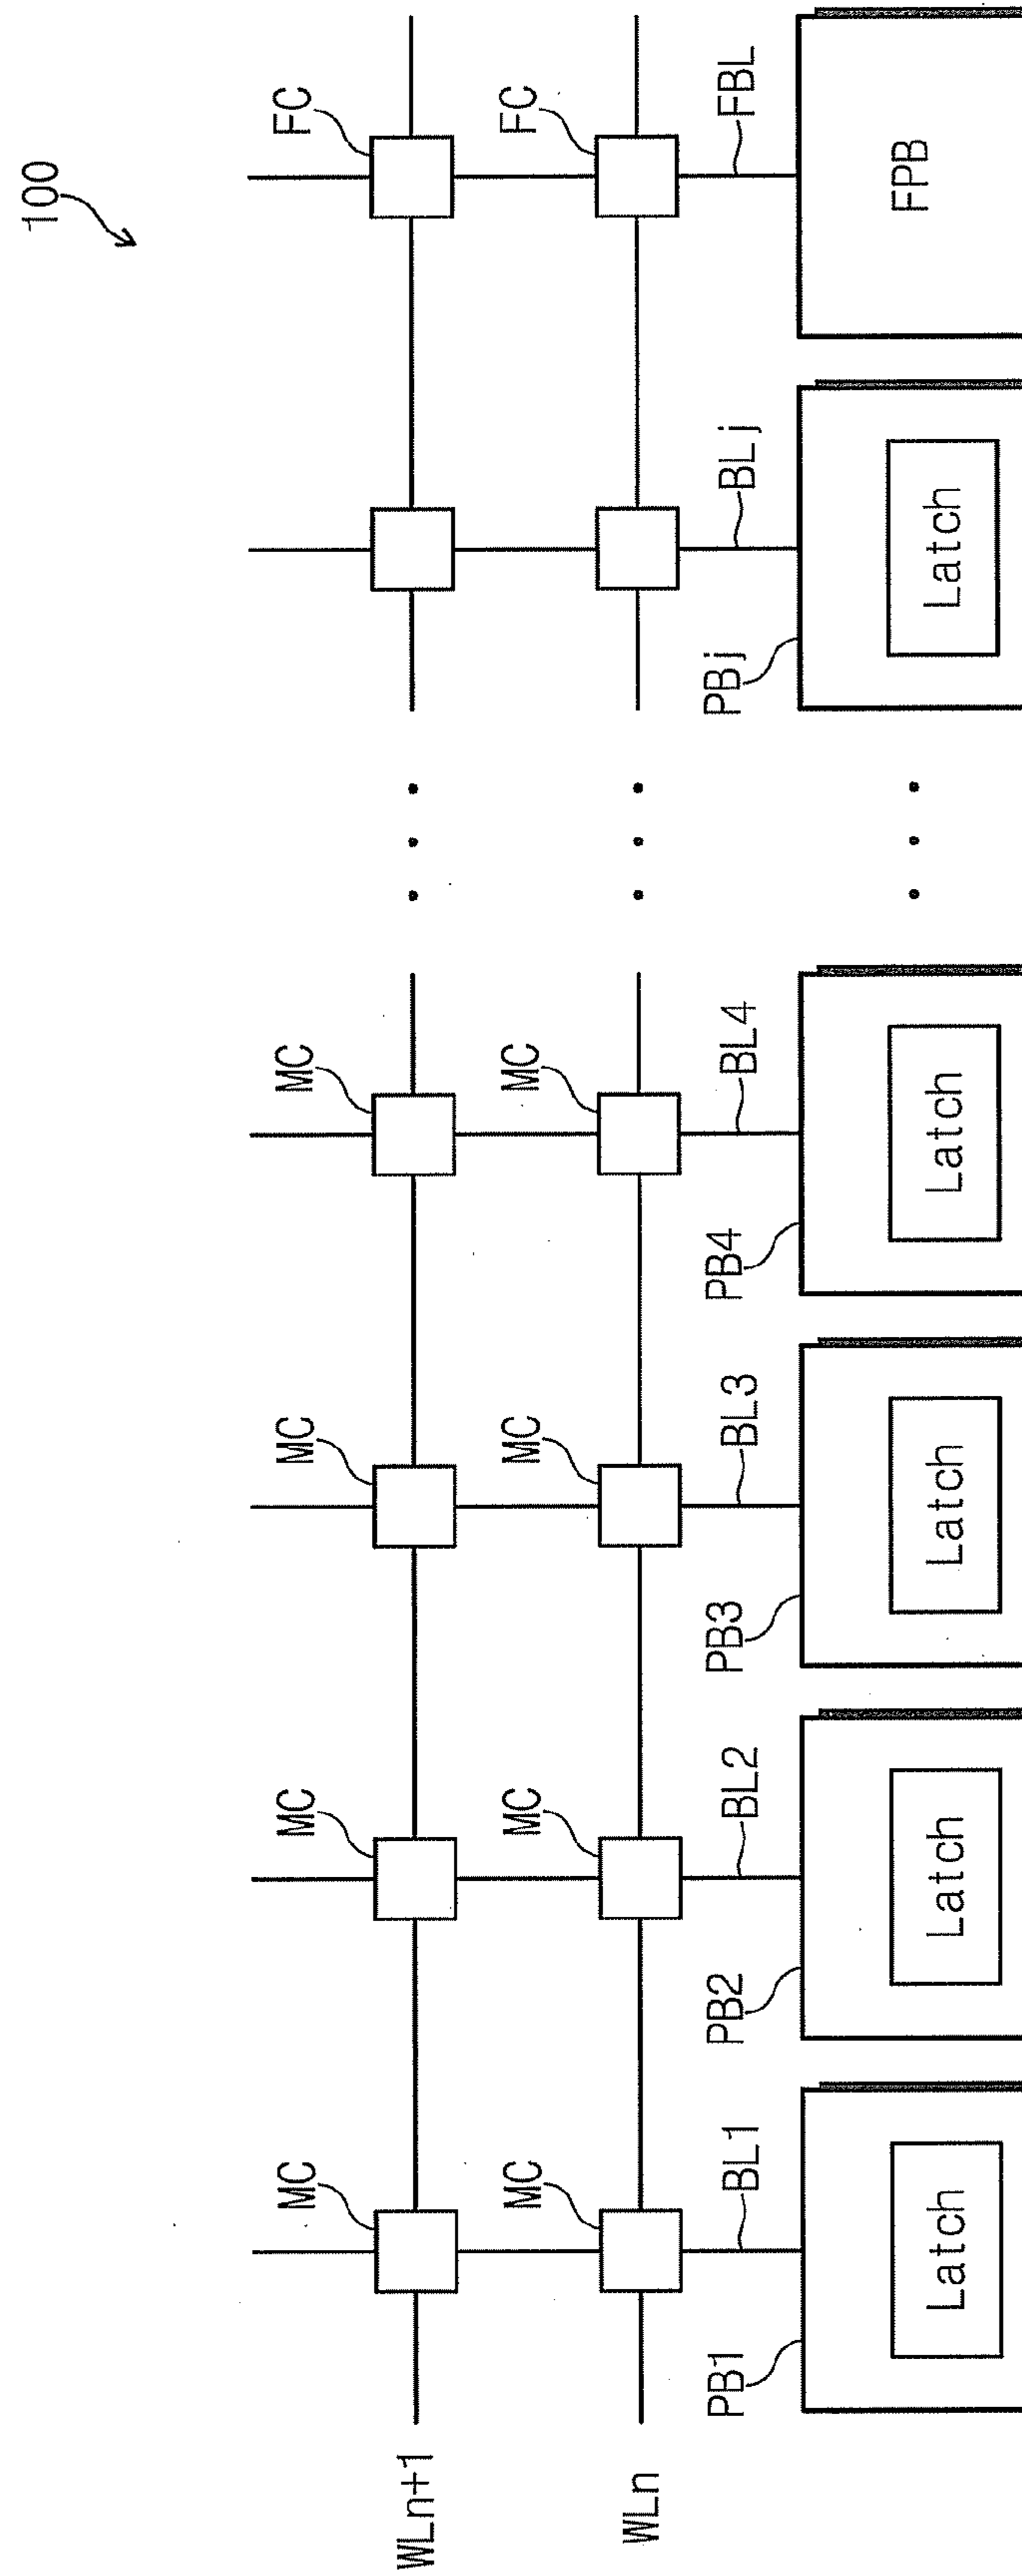 100
MC MC MC MC FC
WLn+1
MC MC MC MC FC
WLn
PB1 BL1 PB2 BL2 PB3 BL3 PB4 BL4 PBj BLj FBL
Latch Latch Latch Latch Latch FPB